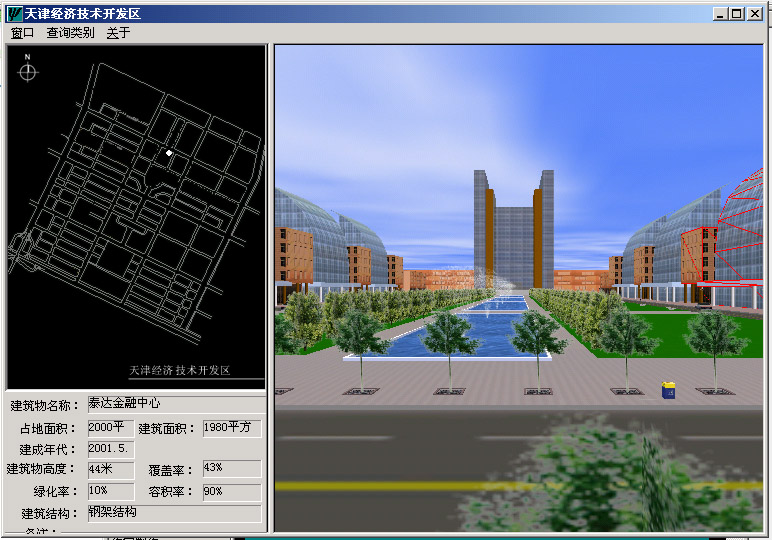 天津经济技术开发区
窗口 查询类别 关于
N
天津经济技术开发区
建筑物名称： 泰达金融中心
占地面积： 2000平 建筑面积： 1980平方
建成年代： 2001.5.
建筑物高度： 44米 覆盖率： 43%
绿化率： 10% 容积率： 90%
建筑结构： 钢架结构
备注：